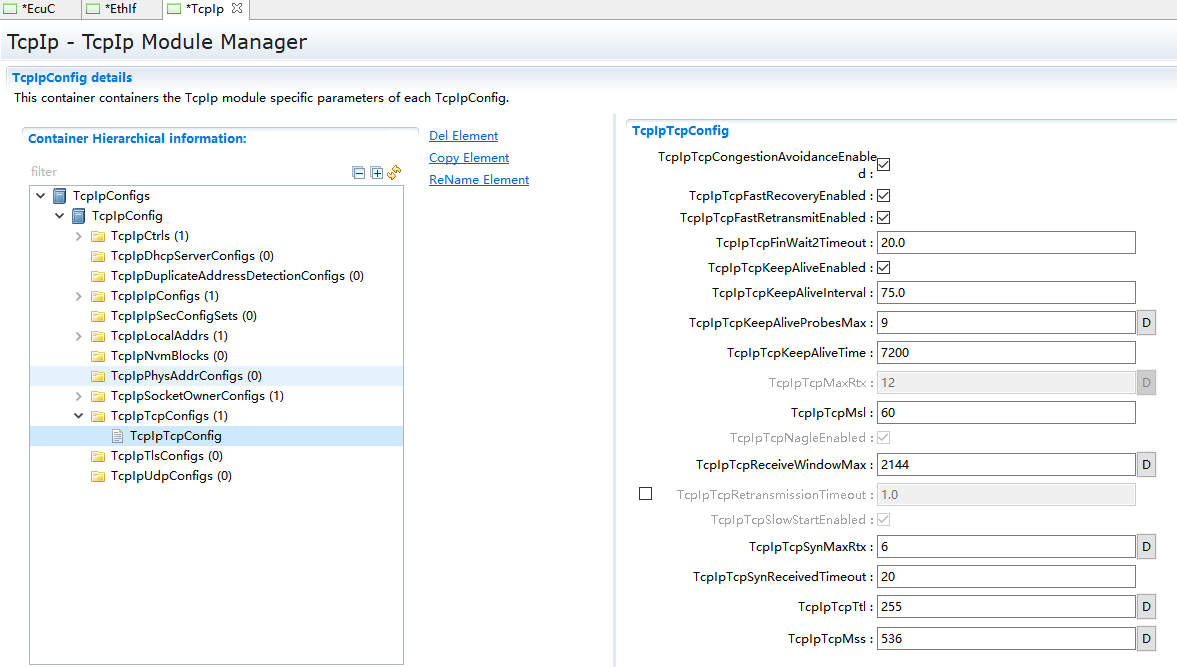 *EcuC
*EthIf
*TcpIp
TcpIp - TcpIp Module Manager
TcpIpConfig details
This container containers the TcpIp module specific parameters of each TcpIpConfig.
Container Hierarchical information:
filter
TcpIpConfigs
TcpIpConfig
TcpIpCtrls (1)
TcpIpDhcpServerConfigs (0)
TcpIpDuplicateAddressDetectionConfigs (0)
TcpIpIpConfigs (1)
TcpIpIpSecConfigSets (0)
TcpIpLocalAddrs (1)
TcpIpNvmBlocks (0)
TcpIpPhysAddrConfigs (0)
TcpIpSocketOwnerConfigs (1)
TcpIpTcpConfigs (1)
TcpIpTcpConfig
TcpIpTlsConfigs (0)
TcpIpUdpConfigs (0)
Del Element
Copy Element
ReName Element
TcpIpTcpConfig
TcpIpTcpCongestionAvoidanceEnable
d :
TcpIpTcpFastRecoveryEnabled :
TcpIpTcpFastRetransmitEnabled :
TcpIpTcpFinWait2Timeout : 20.0
TcpIpTcpKeepAliveEnabled :
TcpIpTcpKeepAliveInterval : 75.0
TcpIpTcpKeepAliveProbesMax : 9 D
TcpIpTcpKeepAliveTime : 7200
TcpIpTcpMaxRtx : 12 D
TcpIpTcpMsl : 60
TcpIpTcpNagleEnabled :
TcpIpTcpReceiveWindowMax : 2144 D
TcpIpTcpRetransmissionTimeout : 1.0
TcpIpTcpSlowStartEnabled :
TcpIpTcpSynMaxRtx : 6 D
TcpIpTcpSynReceivedTimeout : 20
TcpIpTcpTtl : 255 D
TcpIpTcpMss : 536 D